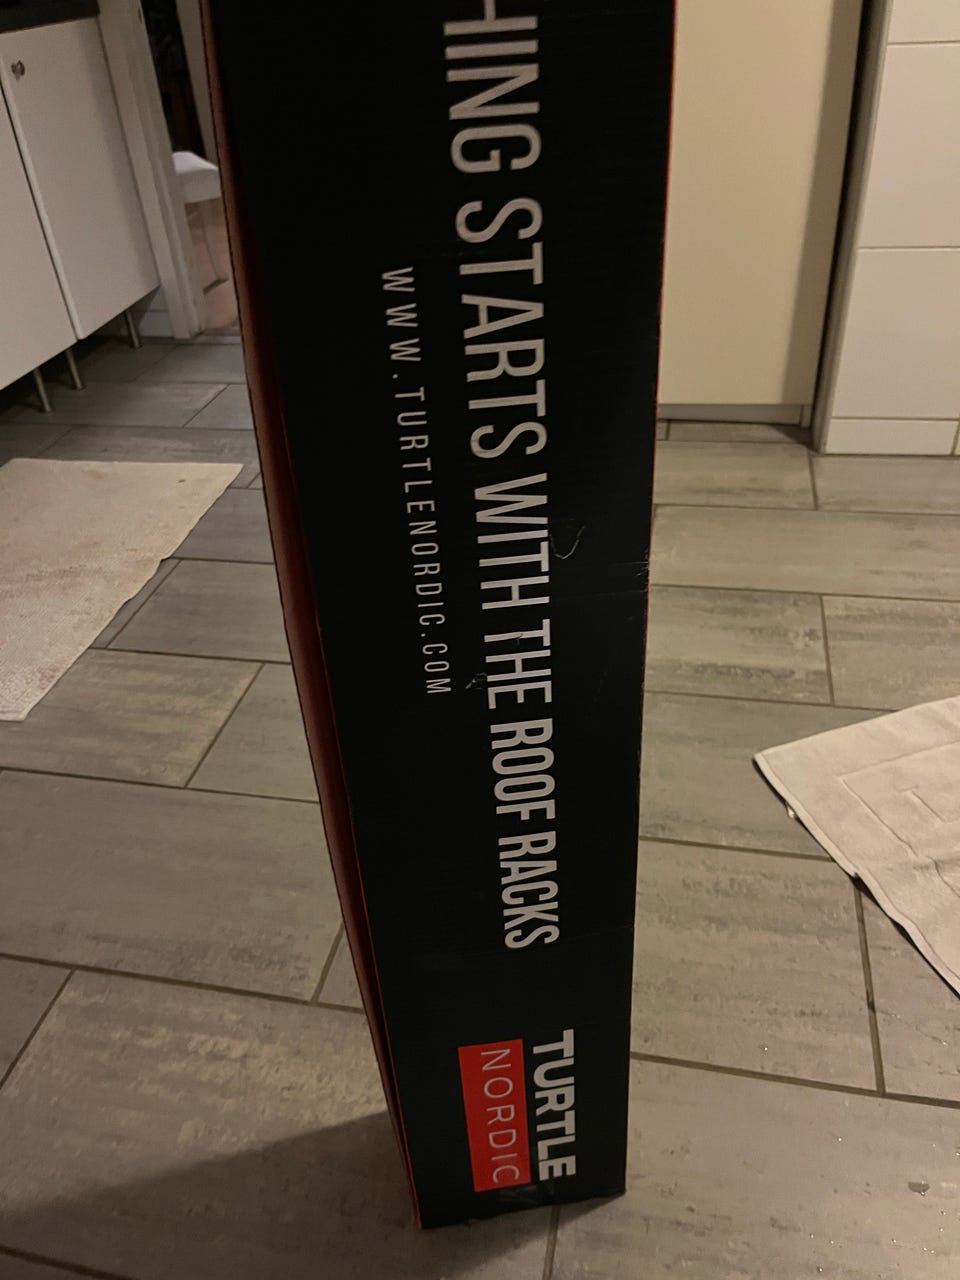 HING STARTS WITH THE ROOF RACKS
WWW.TURTLENORDIC.COM
TURTLE
NORDIC